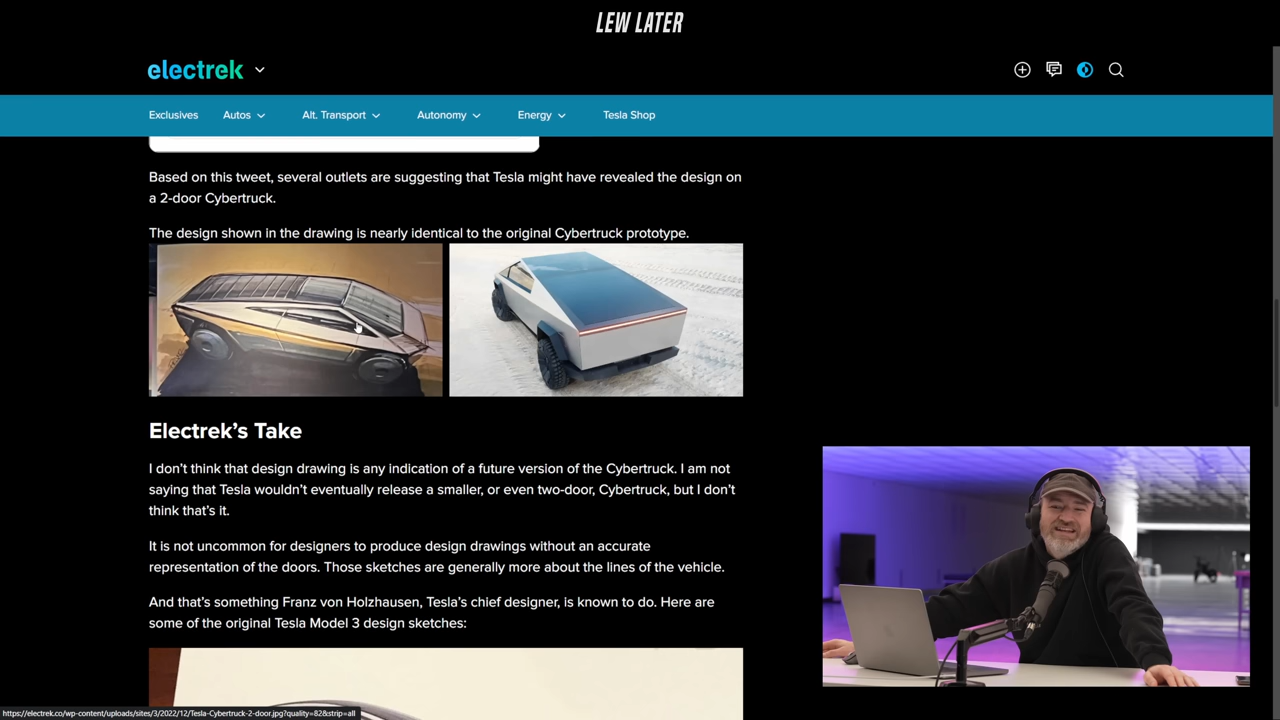 LEW LATER
electrek
Exclusives Autos Alt. Transport Autonomy Energy Tesla Shop
Based on this tweet, several outlets are suggesting that Tesla might have revealed the design on
a 2-door Cybertruck.
The design shown in the drawing is nearly identical to the original Cybertruck prototype.
Electrek’s Take
I don’t think that design drawing is any indication of a future version of the Cybertruck. I am not
saying that Tesla wouldn’t eventually release a smaller, or even two-door, Cybertruck, but I don’t
think that’s it.
It is not uncommon for designers to produce design drawings without an accurate
representation of the doors. Those sketches are generally more about the lines of the vehicle.
And that’s something Franz von Holzhausen, Tesla’s chief designer, is known to do. Here are
some of the original Tesla Model 3 design sketches:
https://electrek.co/wp-content/uploads/sites/3/2022/12/Tesla-Cybertruck-2-door.jpg?quality=82&strip=all